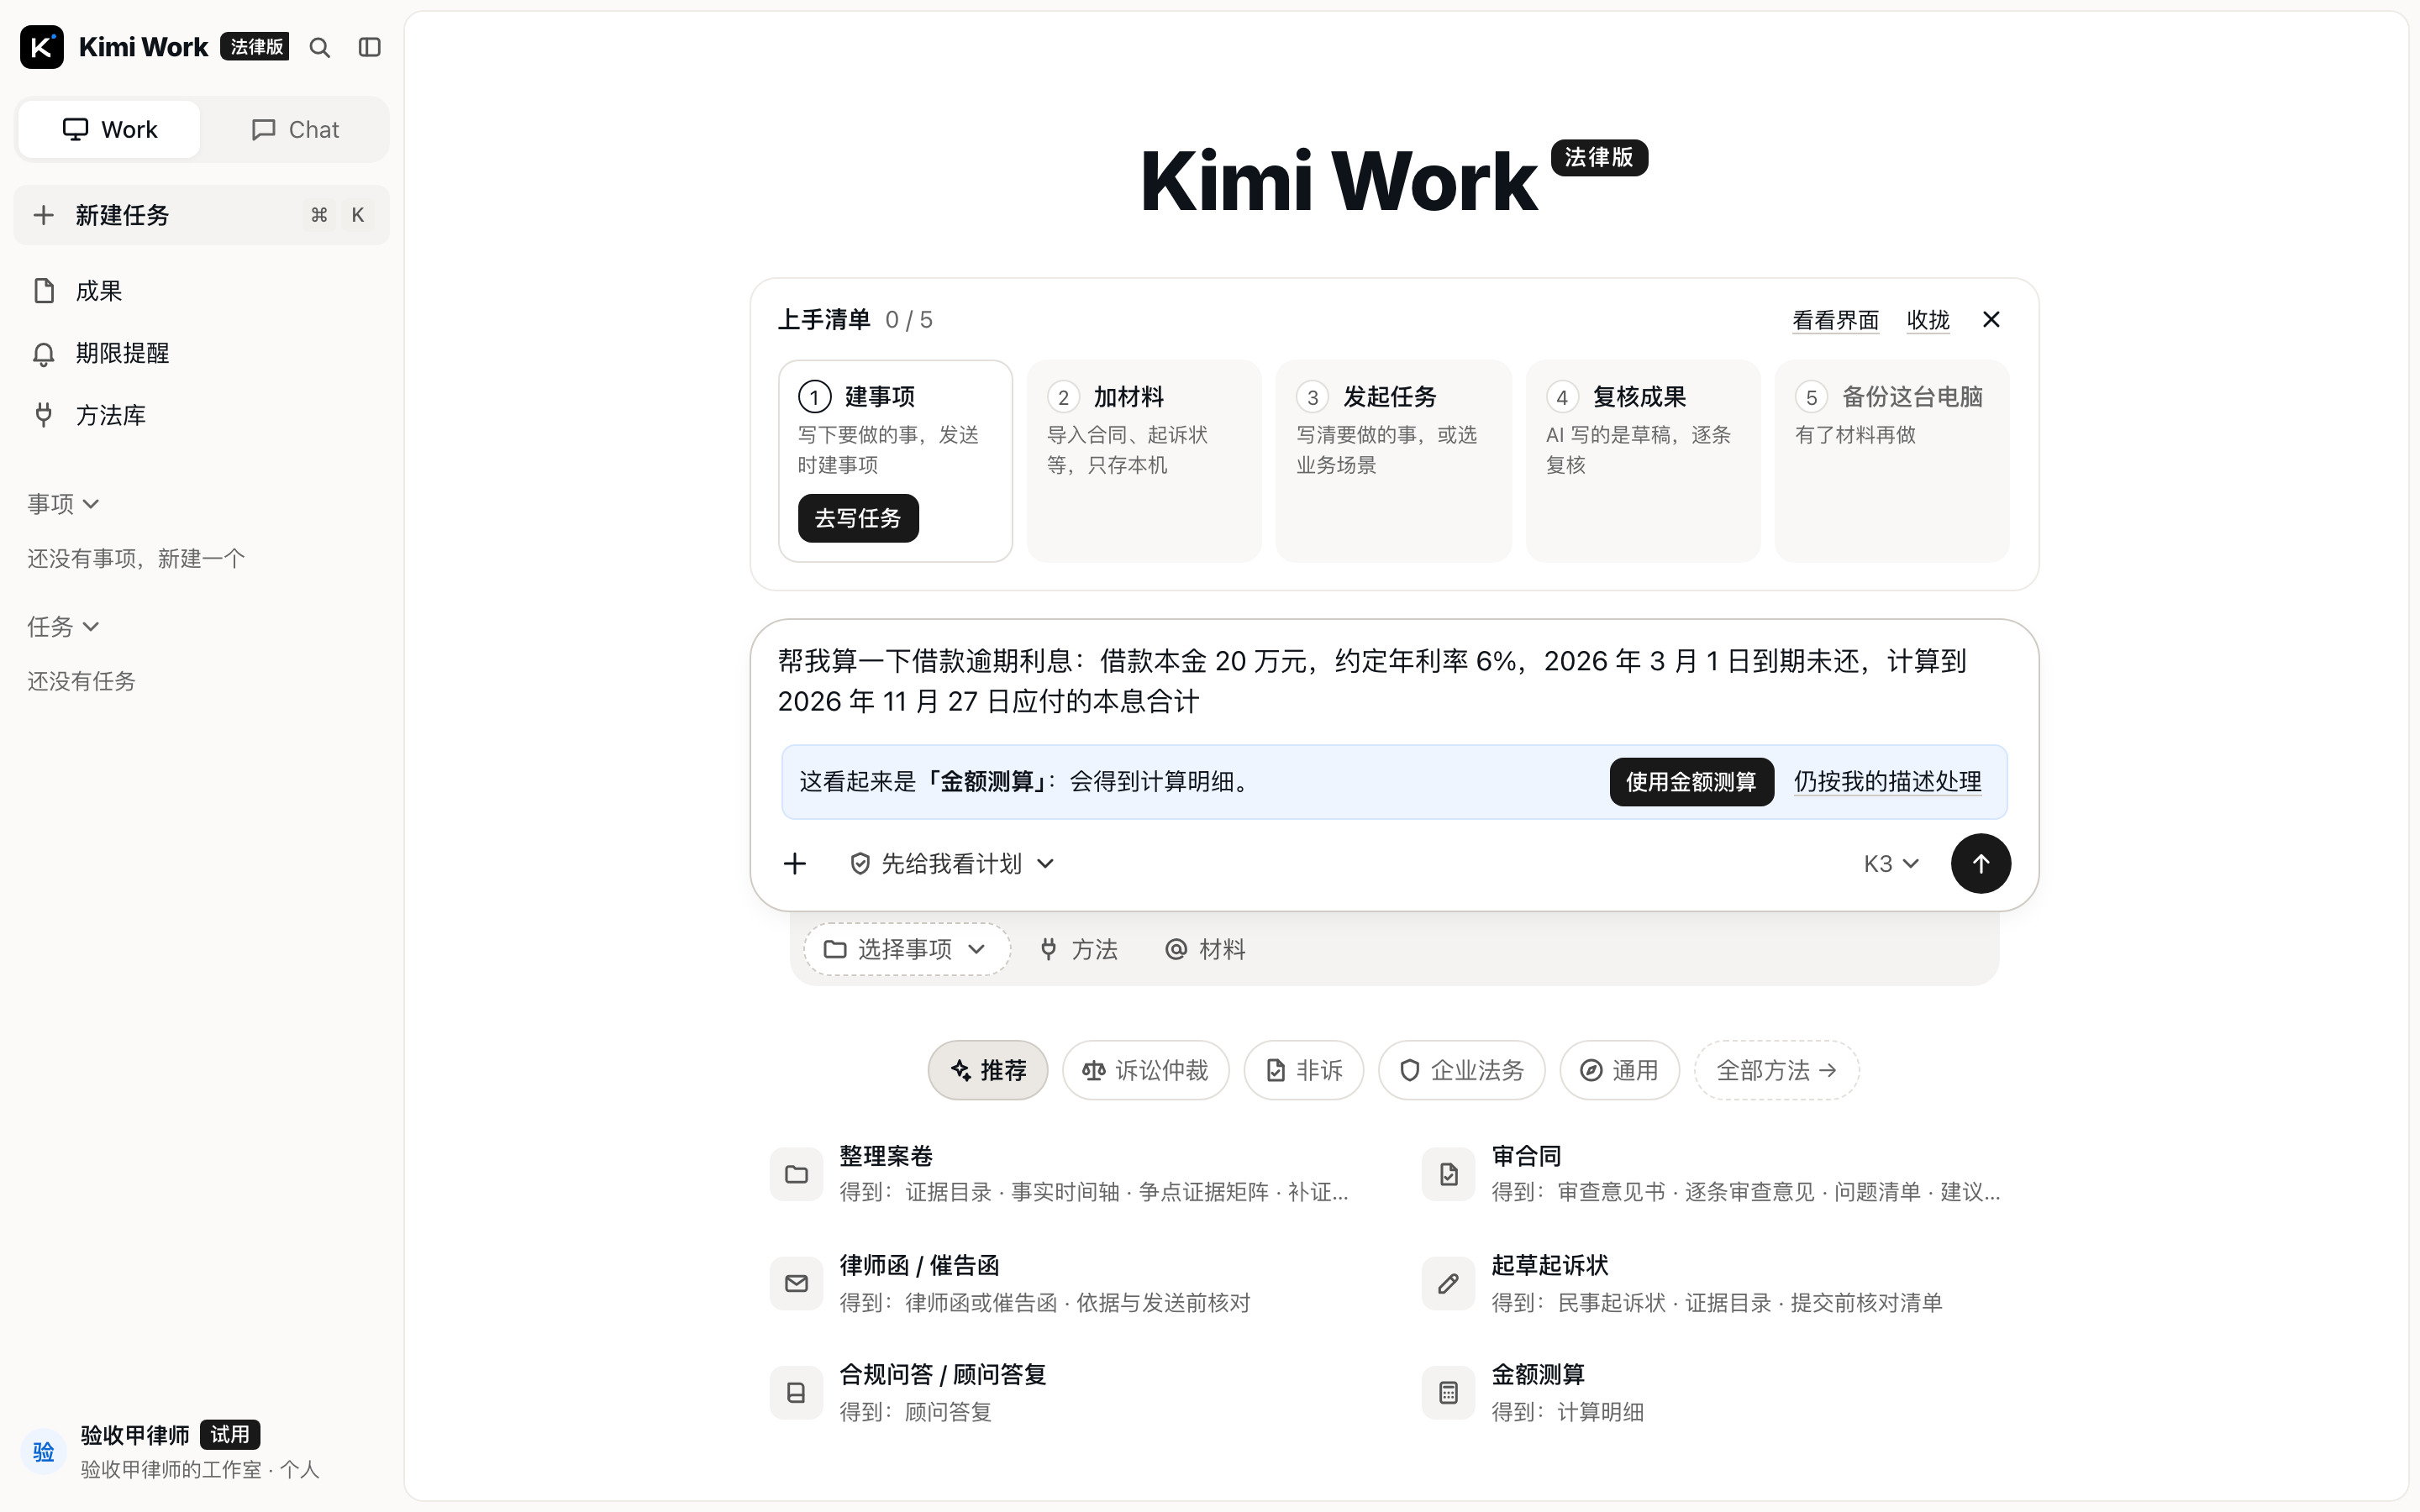 Kimi Work 法律版
Work
Chat
新建任务 ⌘ K
成果
期限提醒
方法库
事项
还没有事项，新建一个
任务
还没有任务
验
验收甲律师 试用
验收甲律师的工作室 · 个人
Kimi Work 法律版
上手清单 0 / 5
看看界面 收拢
1 建事项
写下要做的事，发送
时建事项
去写任务
2 加材料
导入合同、起诉状
等，只存本机
3 发起任务
写清要做的事，或选
业务场景
4 复核成果
AI 写的是草稿，逐条
复核
5 备份这台电脑
有了材料再做
帮我算一下借款逾期利息：借款本金 20 万元，约定年利率 6%，2026 年 3 月 1 日到期未还，计算到
2026 年 11 月 27 日应付的本息合计
这看起来是「金额测算」：会得到计算明细。
使用金额测算 仍按我的描述处理
先给我看计划
K3
选择事项 方法 材料
推荐 诉讼仲裁 非诉 企业法务 通用 全部方法 →
整理案卷
得到：证据目录 · 事实时间轴 · 争点证据矩阵 · 补证...
审合同
得到：审查意见书 · 逐条审查意见 · 问题清单 · 建议...
律师函 / 催告函
得到：律师函或催告函 · 依据与发送前核对
起草起诉状
得到：民事起诉状 · 证据目录 · 提交前核对清单
合规问答 / 顾问答复
得到：顾问答复
金额测算
得到：计算明细